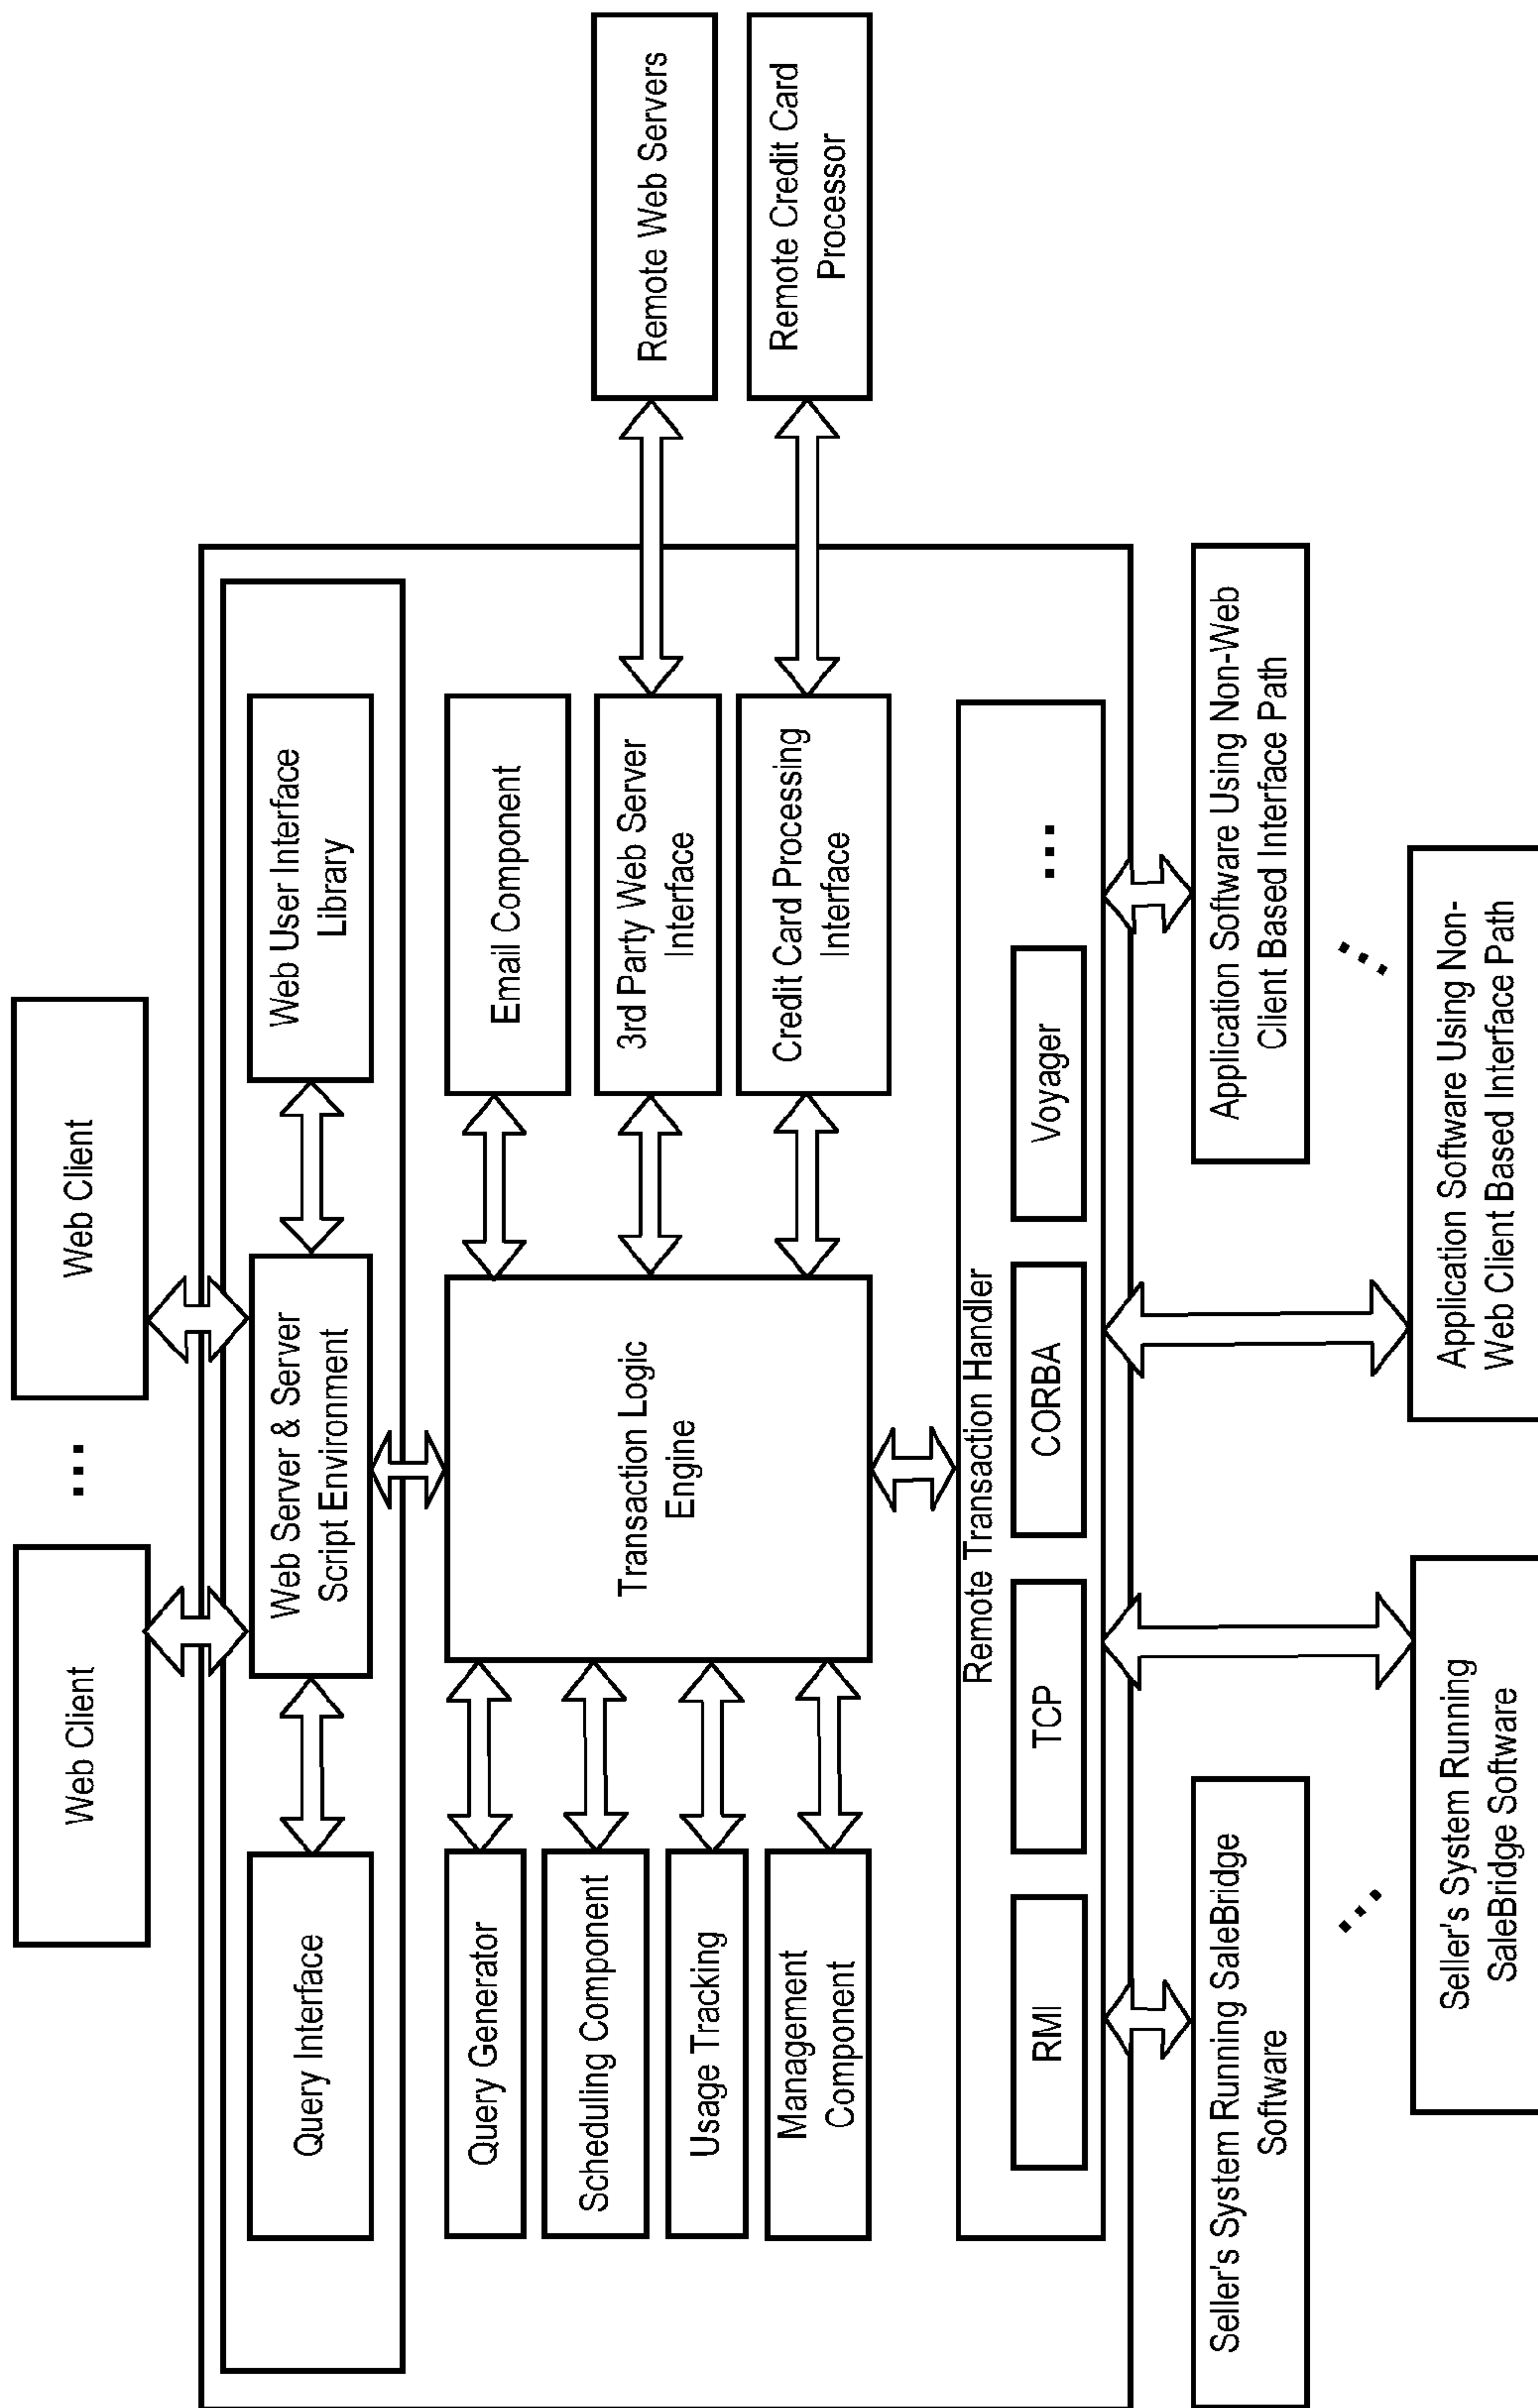 Web Client
...
Web Client
Query Interface
Web Server & Server
Script Environment
Web User Interface
Library
Query Generator
Scheduling Component
Usage Tracking
Management
Component
Transaction Logic
Engine
Email Component
3rd Party Web Server
Interface
Credit Card Processing
Interface
Remote Web Servers
Remote Credit Card
Processor
Remote Transaction Handler
RMI
TCP
CORBA
Voyager
...
Seller's System Running SaleBridge
Software
...
Seller's System Running
SaleBridge Software
Application Software Using Non-Web
Client Based Interface Path
...
Application Software Using Non-
Web Client Based Interface Path